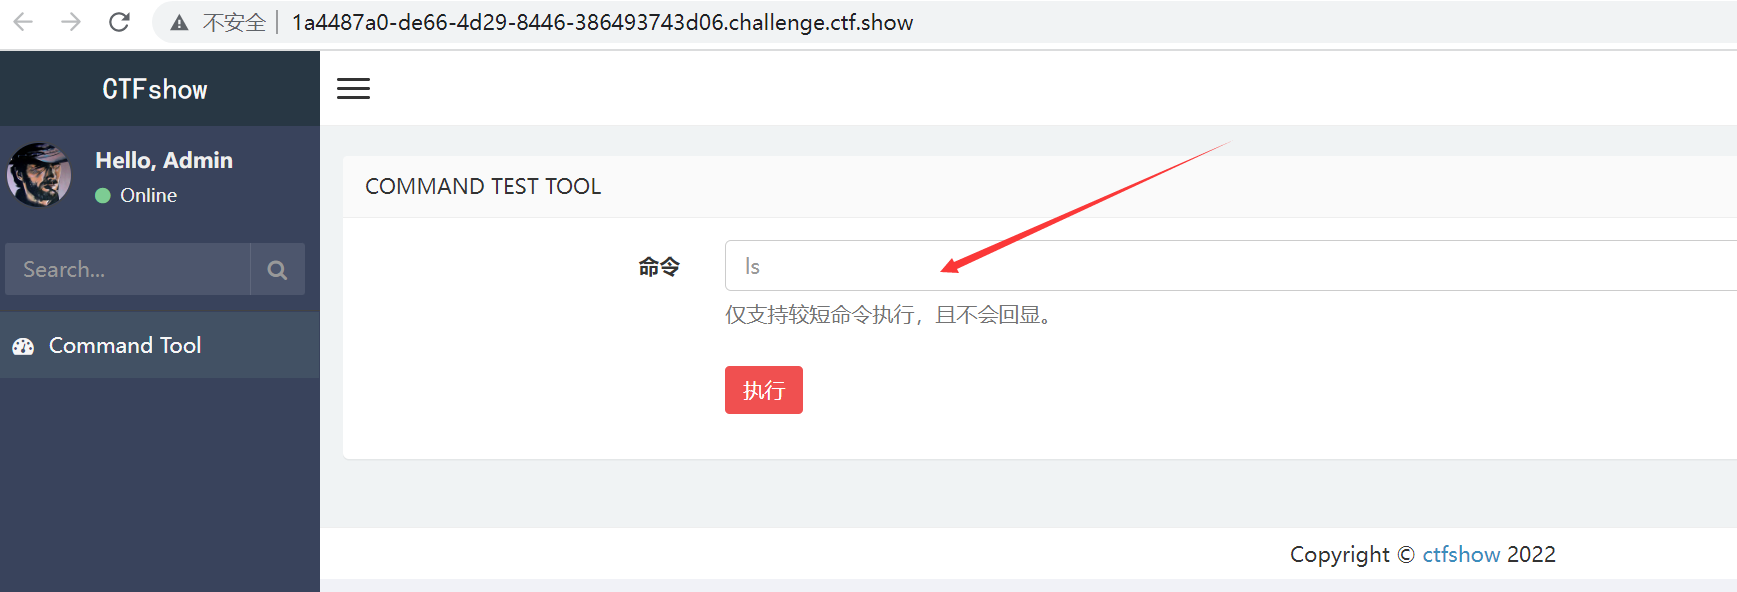 不安全 1a4487a0-de66-4d29-8446-386493743d06.challenge.ctf.show
CTFshow
Hello, Admin
Online
Search...
Command Tool
COMMAND TEST TOOL
命令 ls
仅支持较短命令执行，且不会回显。
执行
Copyright © ctfshow 2022